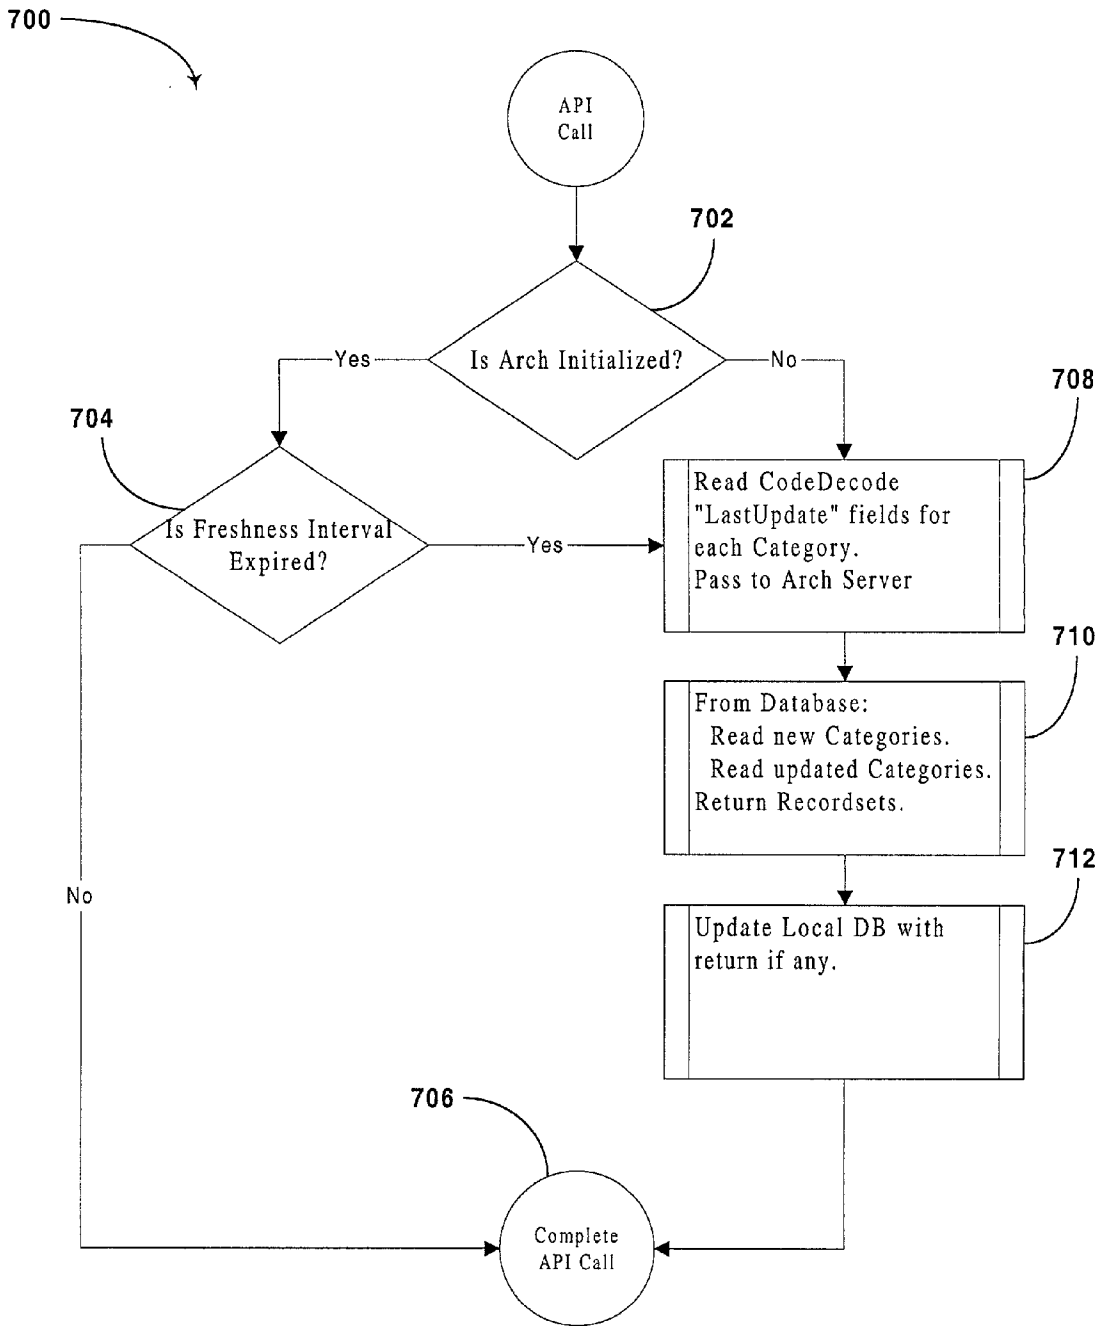 700
API
Call
702
Is Arch Initialized?
Yes
No
704
708
Is Freshness Interval
Expired?
Yes
Read CodeDecode
"LastUpdate" fields for
each Category.
Pass to Arch Server
710
From Database:
Read new Categories.
Read updated Categories.
Return Recordsets.
712
No
Update Local DB with
return if any.
706
Complete
API Call